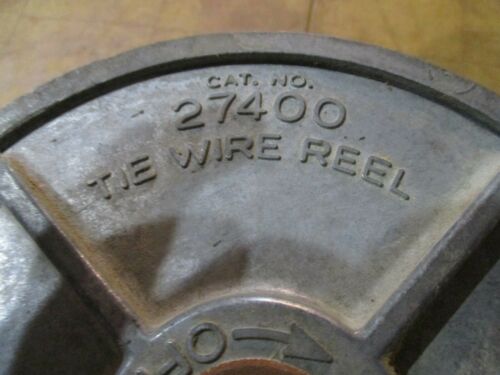 CAT. NO.
27400
TIE WIRE REEL